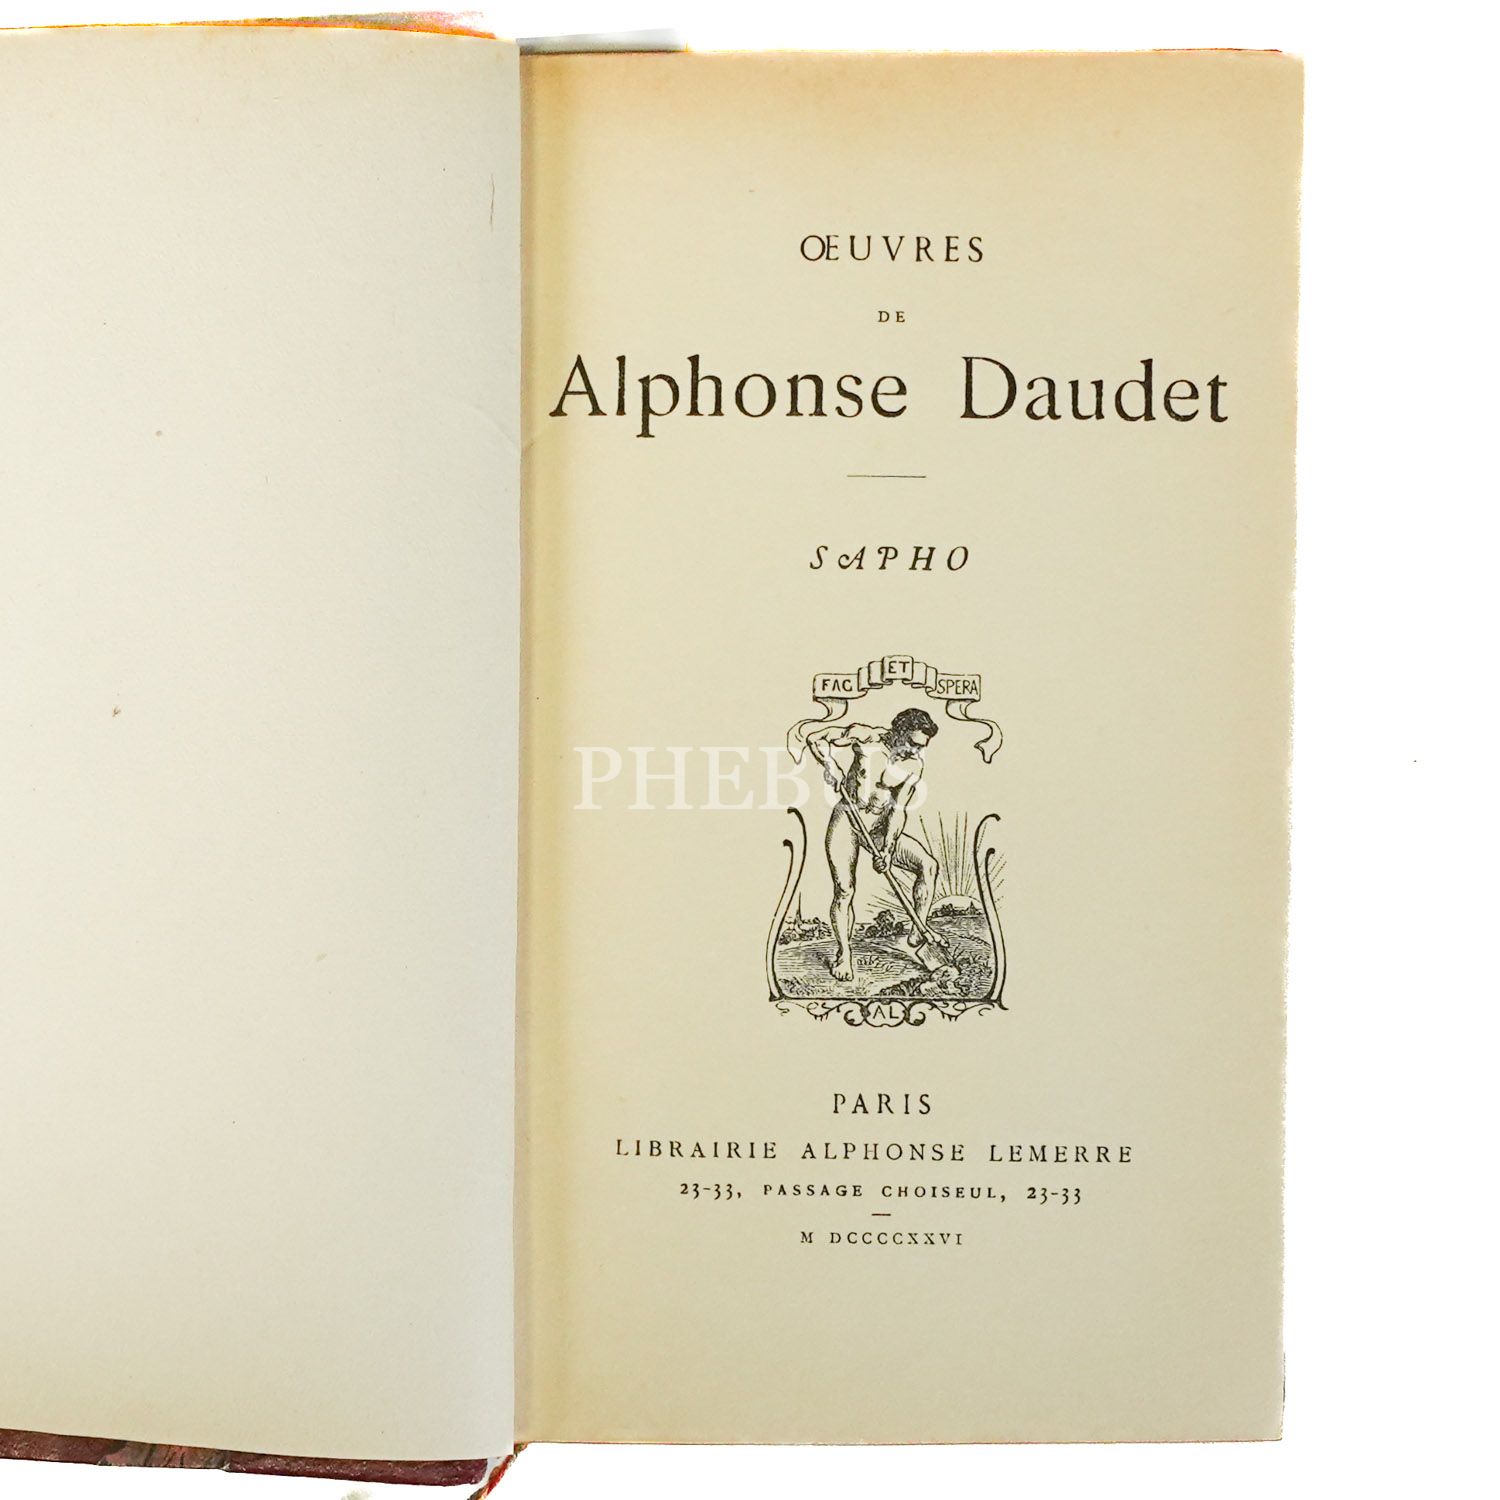 ŒUVRES
DE
Alphonse Daudet
SAPHO
FAC ET SPERA
PHEBUS
AL
PARIS
LIBRAIRIE ALPHONSE LEMERRE
23-33, PASSAGE CHOISEUL, 23-33
M DCCCCXXVI